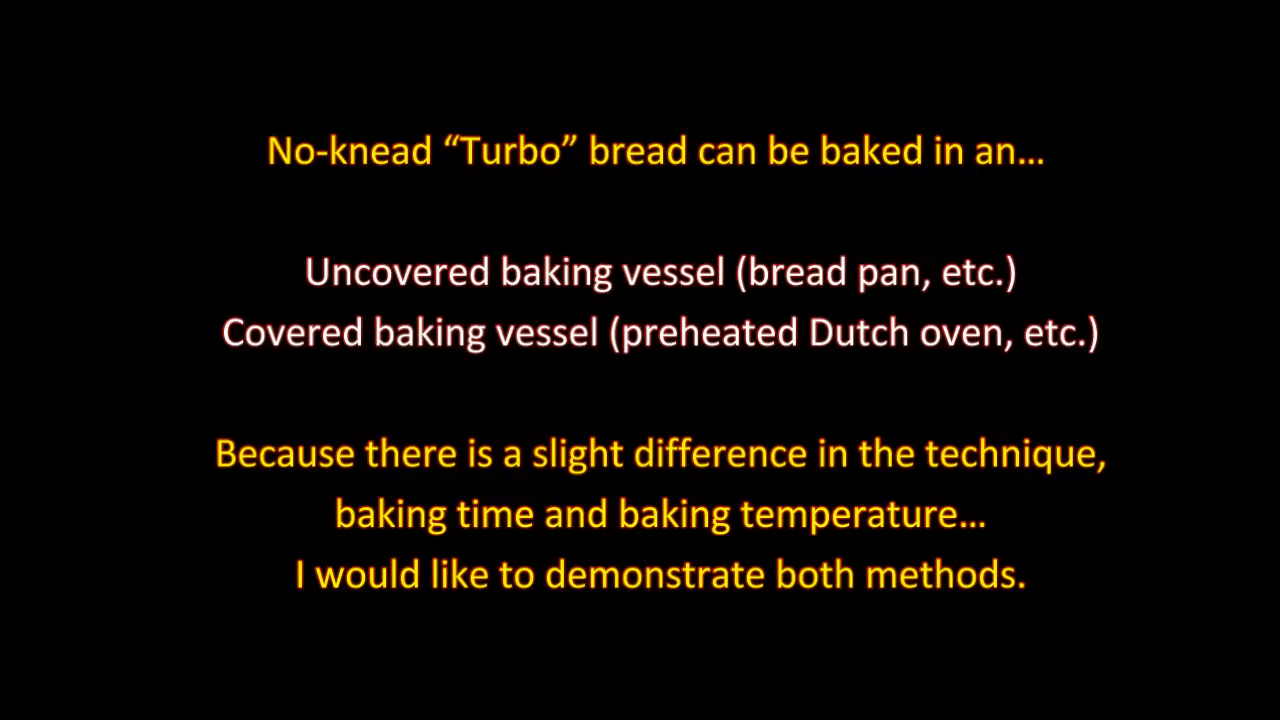 No-knead “Turbo” bread can be baked in an…
Uncovered baking vessel (bread pan, etc.)
Covered baking vessel (preheated Dutch oven, etc.)
Because there is a slight difference in the technique,
baking time and baking temperature…
I would like to demonstrate both methods.